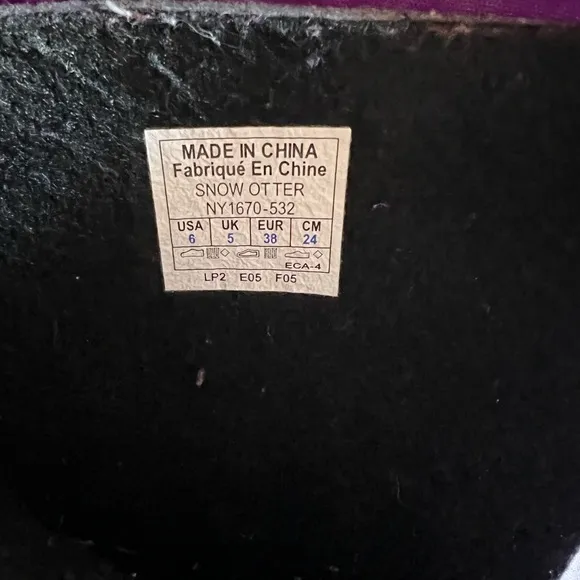 MADE IN CHINA
Fabriqué En Chine
SNOW OTTER
NY1670-532
USA UK EUR CM
6 5 38 24
ECA-4
LP2 E05 F05